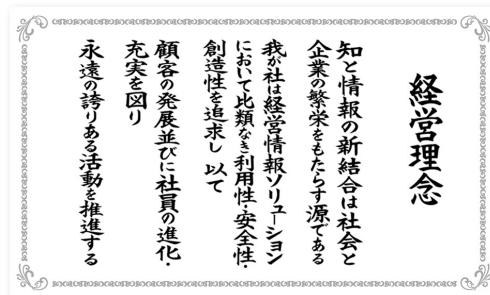 経営理念
知と情報の新結合は社会と
企業の繁栄をもたらす源である
我が社は経営情報ソリューション
において比類なき利用性・安全性・
創造性を追求し 以て
顧客の発展並びに社員の進化・
充実を図り
永遠の誇りある活動を推進する